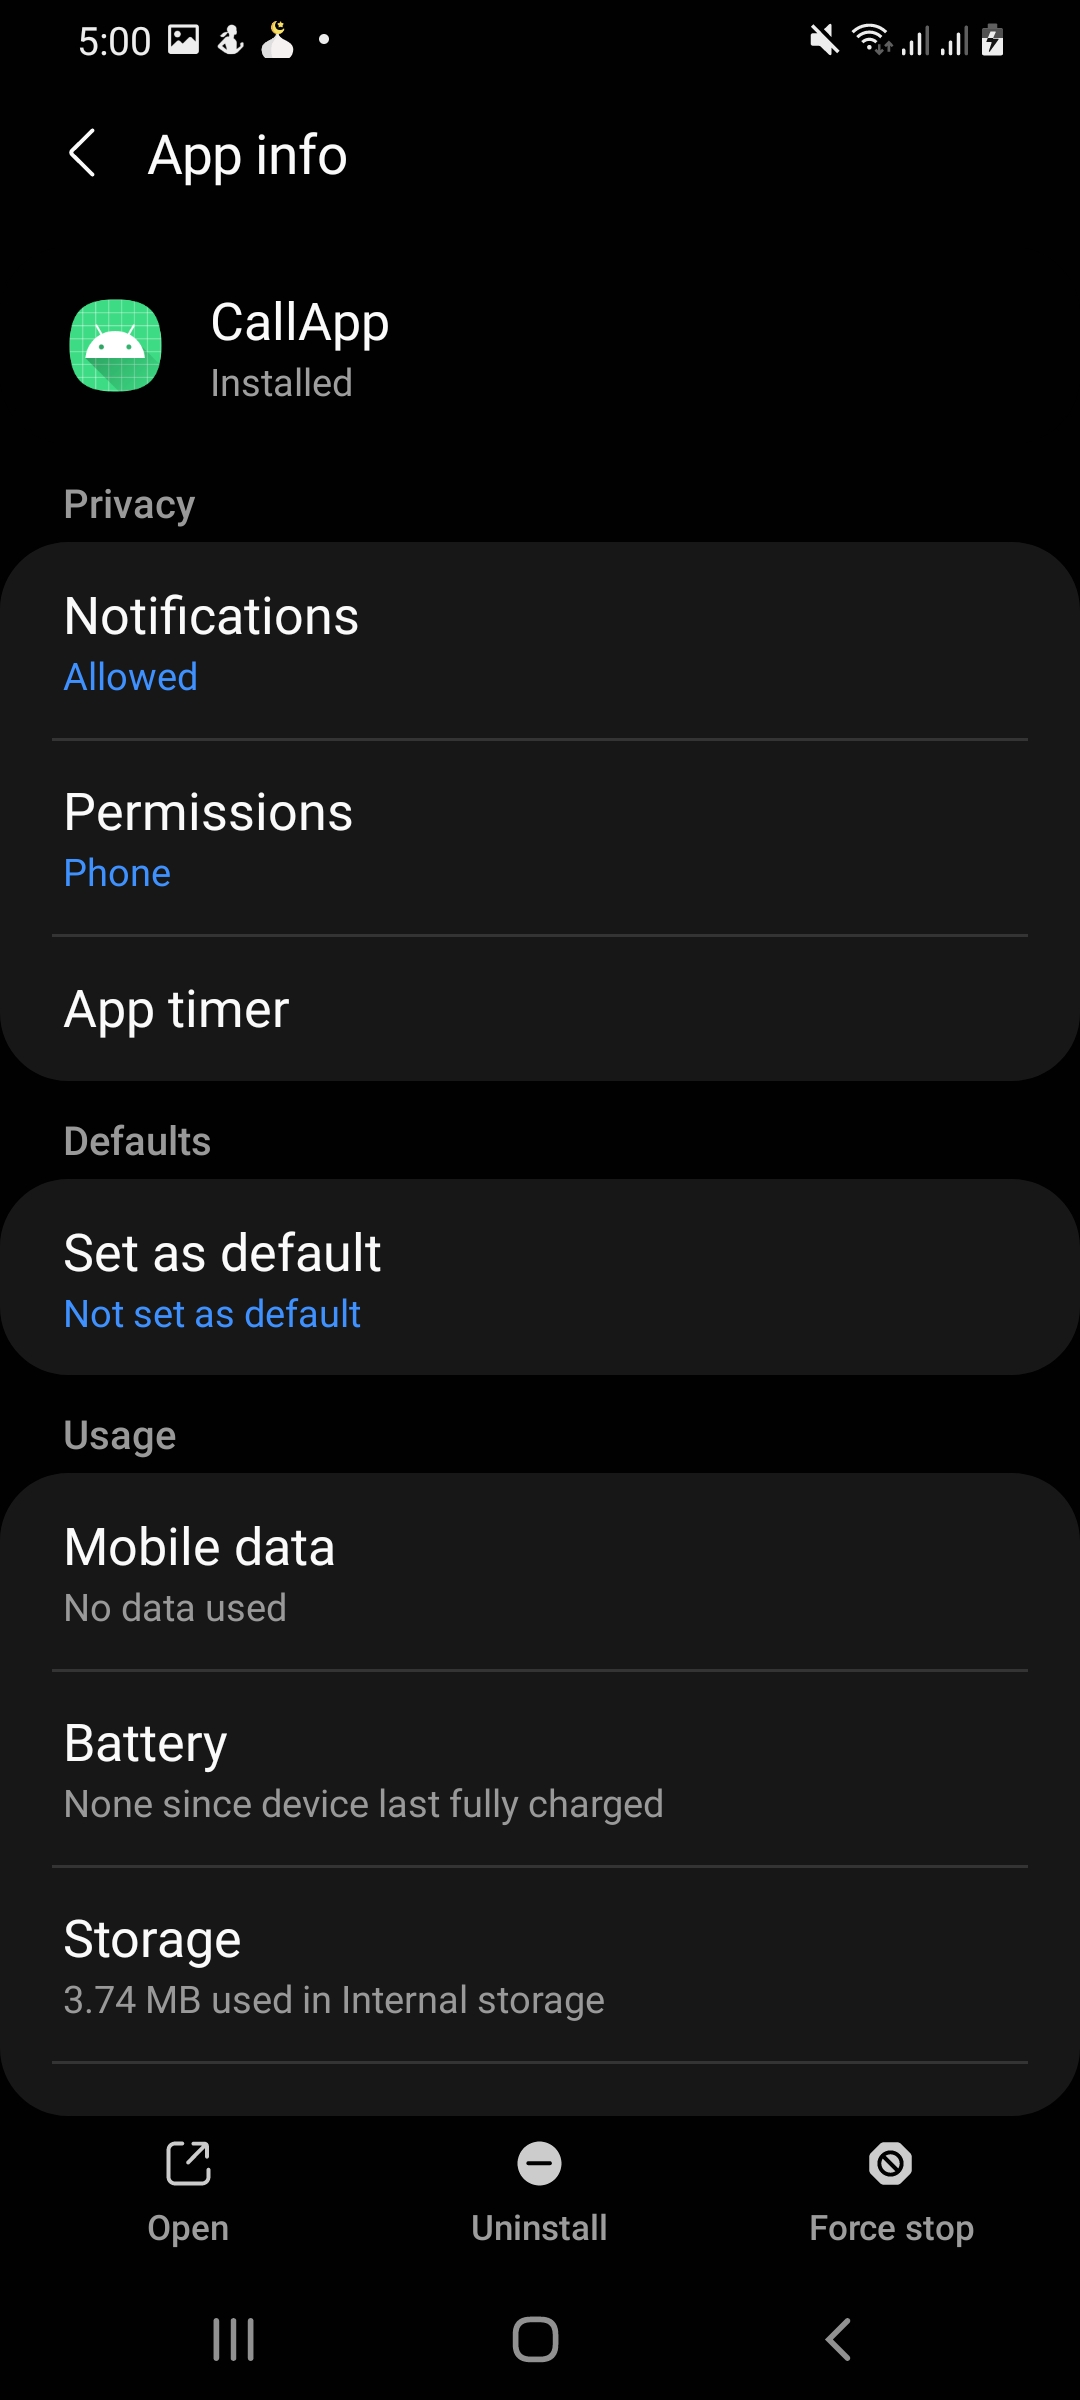 5:00
App info
CallApp
Installed
Privacy
Notifications
Allowed
Permissions
Phone
App timer
Defaults
Set as default
Not set as default
Usage
Mobile data
No data used
Battery
None since device last fully charged
Storage
3.74 MB used in Internal storage
Open
Uninstall
Force stop